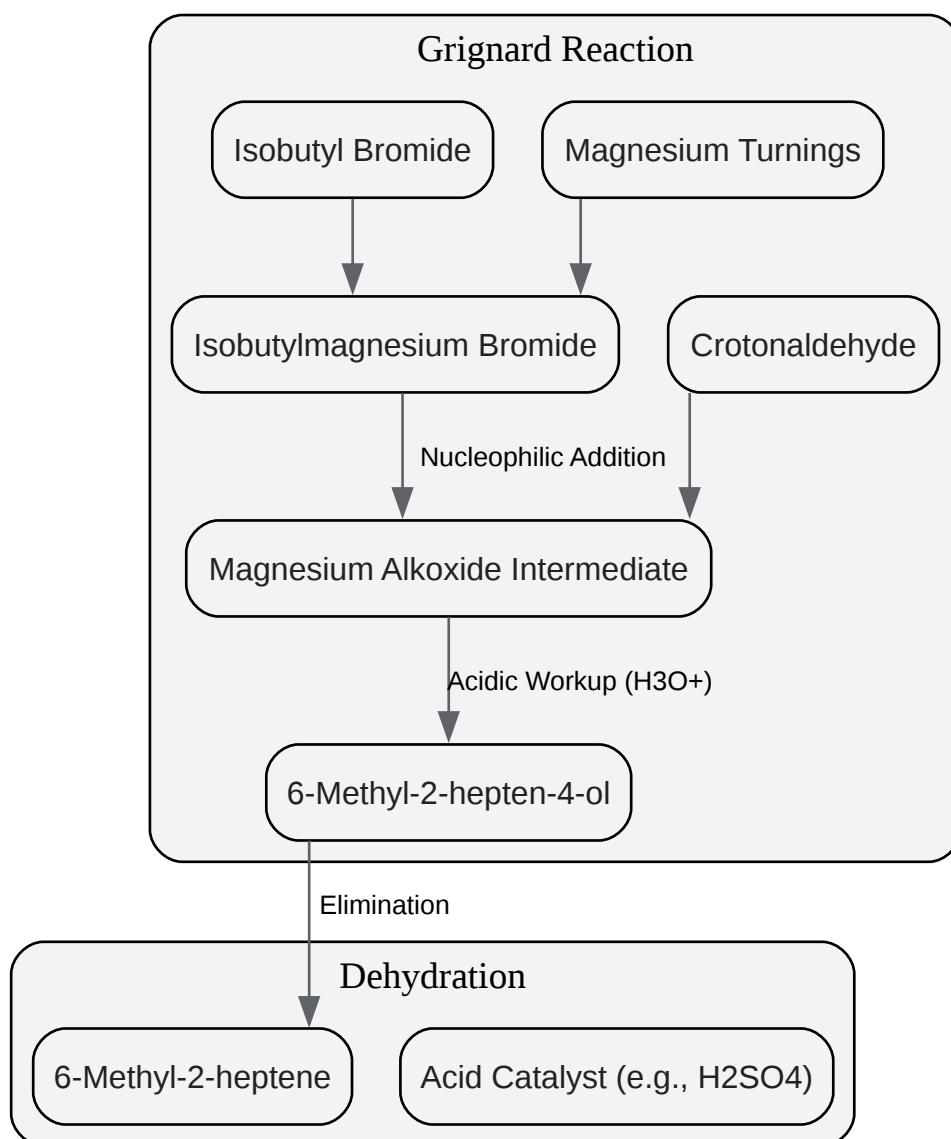 Grignard Reaction
Isobutyl Bromide
Magnesium Turnings
Isobutylmagnesium Bromide
Crotonaldehyde
Nucleophilic Addition
Magnesium Alkoxide Intermediate
Acidic Workup (H3O+)
6-Methyl-2-hepten-4-ol
Elimination
Dehydration
6-Methyl-2-heptene
Acid Catalyst (e.g., H2SO4)